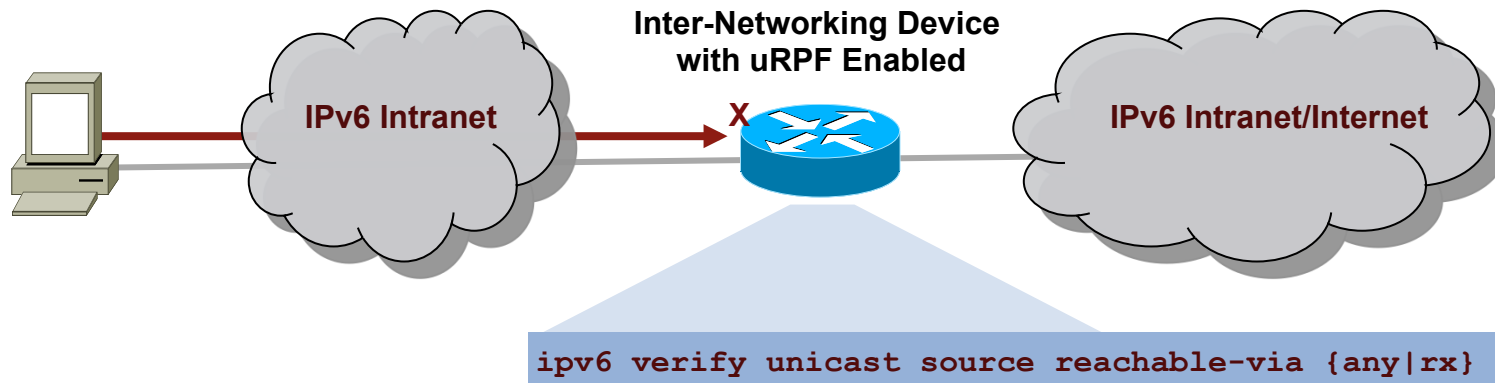 Inter-Networking Device
with uRPF Enabled
IPv6 Intranet
X
IPv6 Intranet/Internet
ipv6 verify unicast source reachable-via {any|rx}